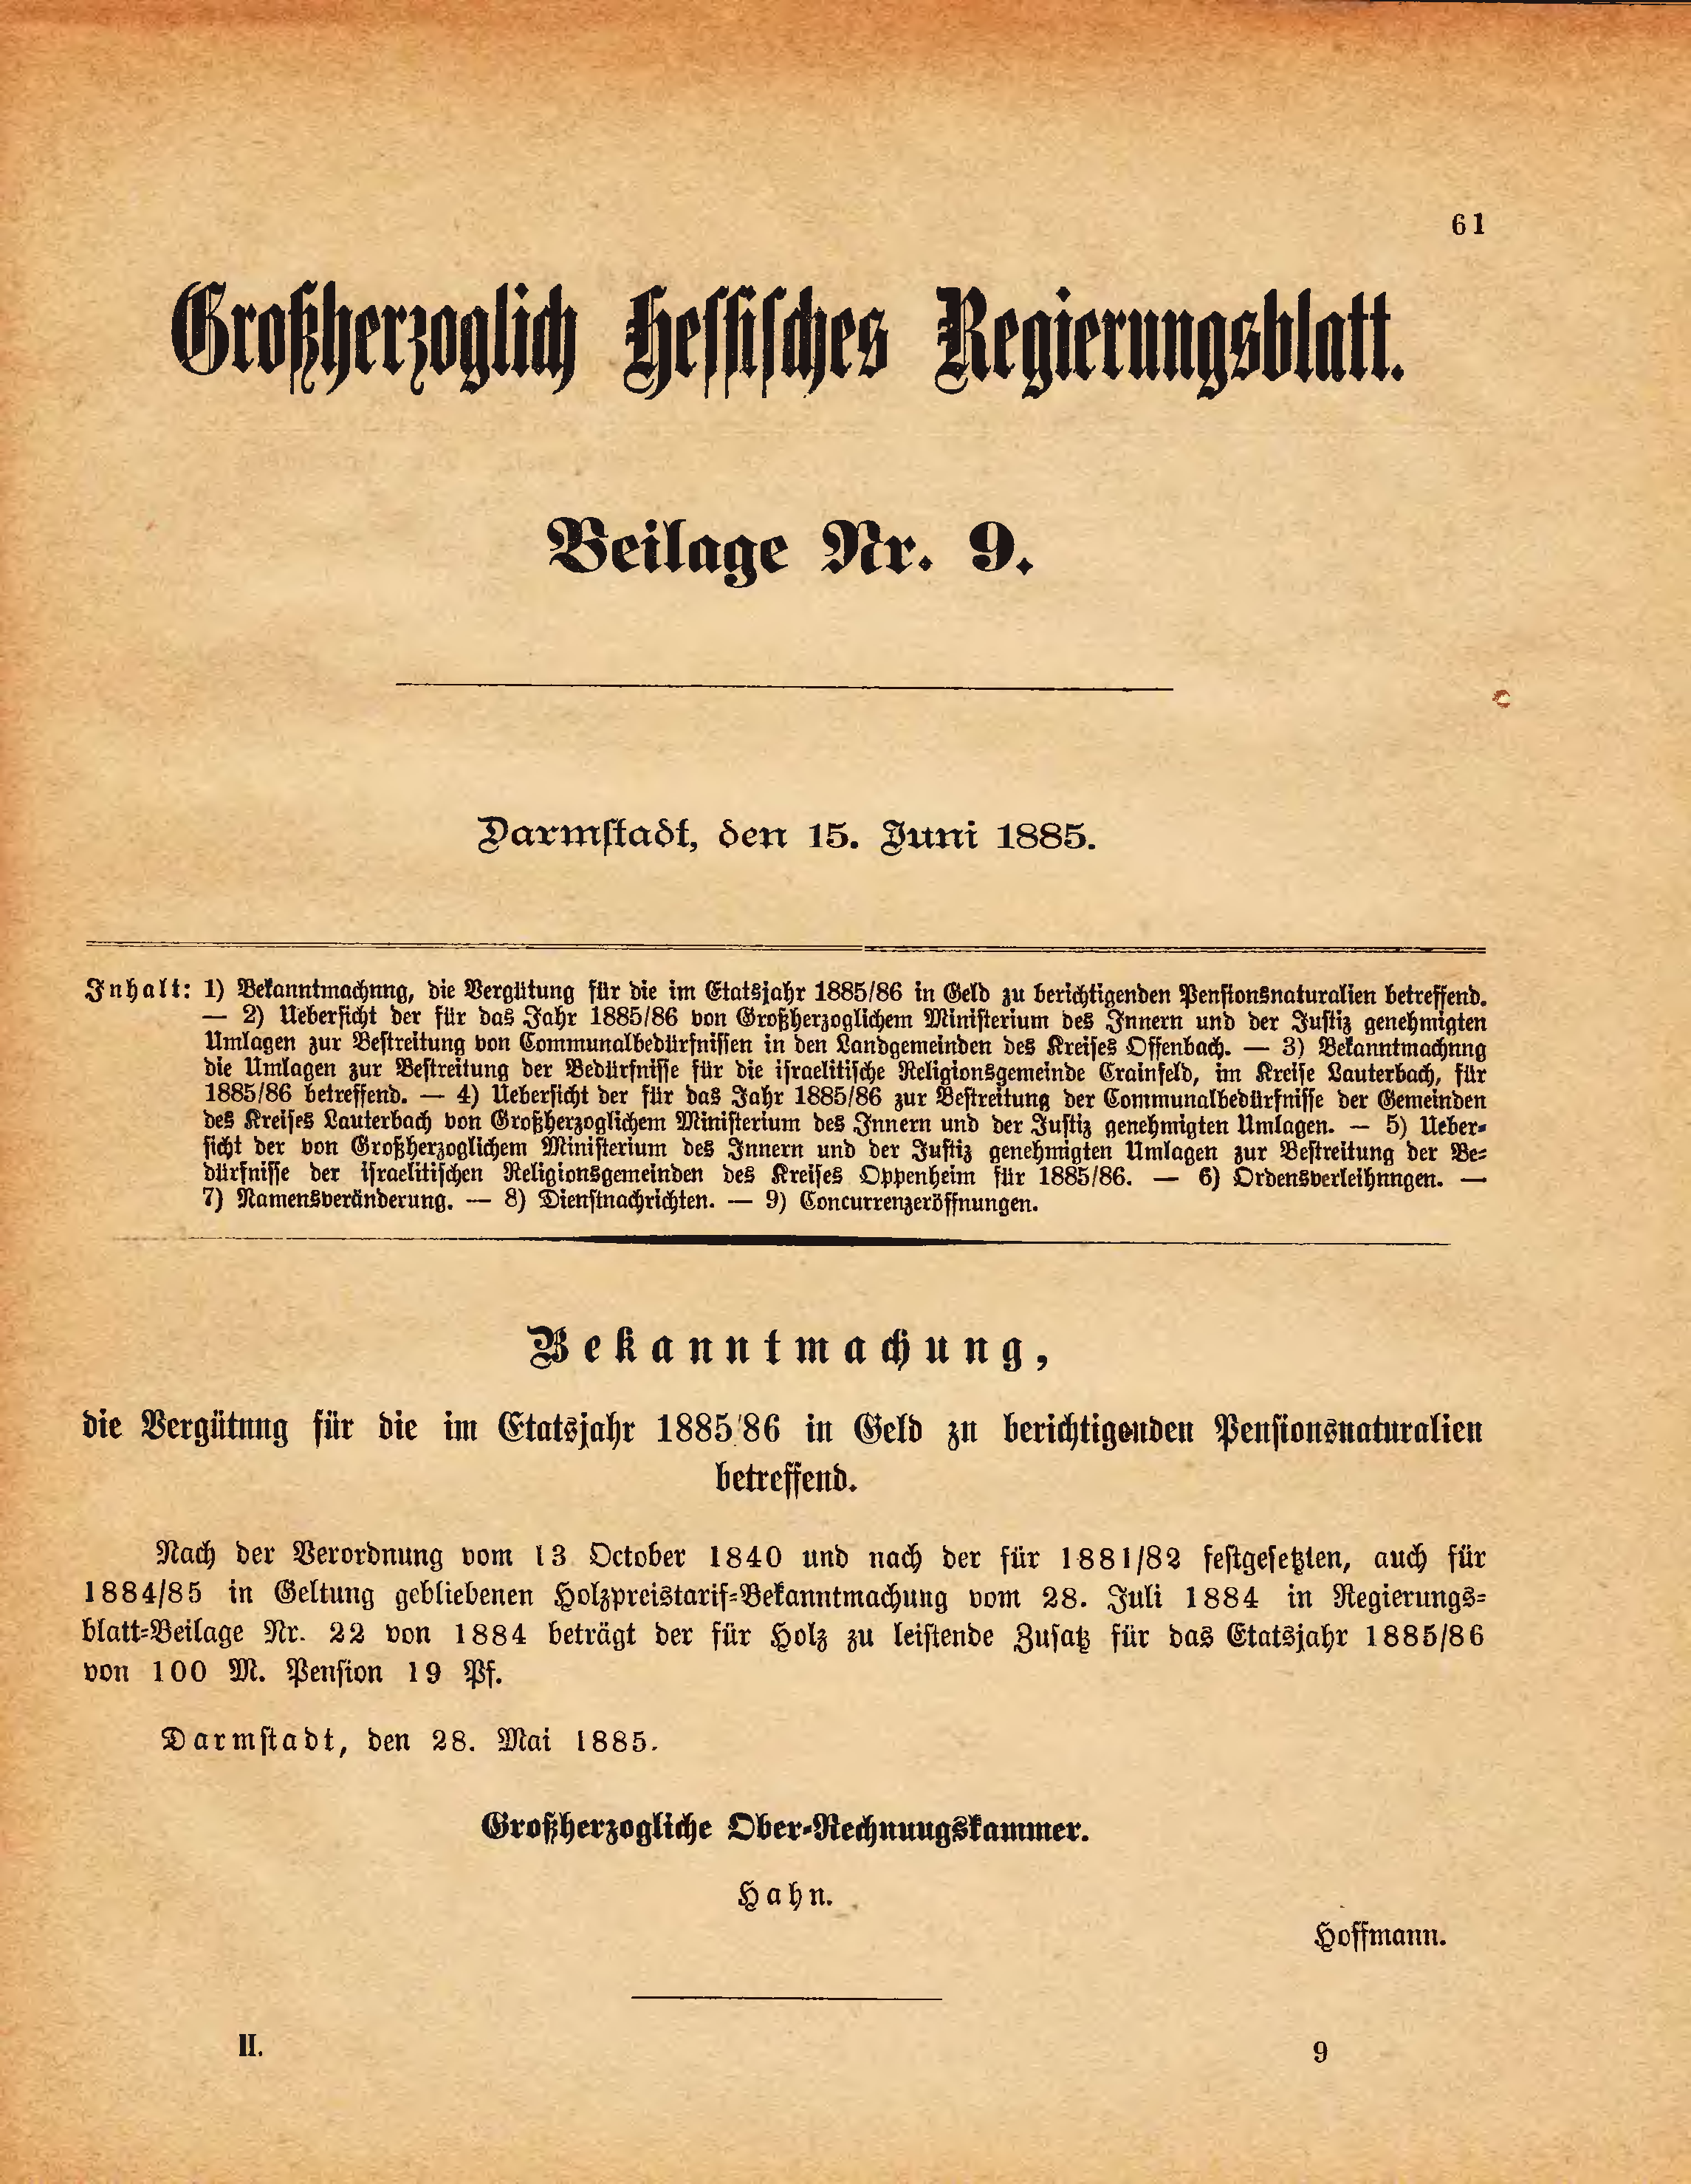 61
Großherzoglich Hessisches Regierungsblatt.
Beilage Nr. 9.
Darmstadt, den 15. Juni 1885.
Inhalt: 1) Bekanntmachnng, die Vergütung für die im Etatsjahr 1885/86 in Geld zu berichtigenden Pensionsnaturalien betreffend.
— 2) Uebersicht der für das Jahr 1885/86 von Großherzoglichem Ministerium des Innern und der Justiz genehmigten
Umlagen zur Bestreitung von Communalbedürfnissen in den Landgemeinden des Kreises Offenbach. — 3) Bekanntmachnng
die Umlagen zur Bestreitung der Bedürfnisse für die israelitische Religionsgemeinde Crainfeld, im Kreise Lauterbach, für
1885/86 betreffend. — 4) Uebersicht der für das Jahr 1885/86 zur Bestreitung der Communalbedürfnisse der Gemeinden
des Kreises Lauterbach von Großherzoglichem Ministerium des Innern und der Justiz genehmigten Umlagen. — 5) Ueber-
sicht der von Großherzoglichem Ministerium des Innern und der Justiz genehmigten Umlagen zur Bestreitung der Be-
dürfnisse der israelitischen Religionsgemeinden des Kreises Oppenheim für 1885/86. — 6) Ordensverleihnngen. —
7) Namensveränderung. — 8) Dienstnachrichten. — 9) Concurrenzeröffnungen.
Bekanntmachung,
die Vergütung für die im Etatsjahr 1885/86 in Geld zu berichtigenden Pensionsnaturalien
betreffend.
Nach der Verordnung vom 13 October 1840 und nach der für 1881/82 festgesetzten, auch für
1884/85 in Geltung gebliebenen Holzpreistarif-Bekanntmachung vom 28. Juli 1884 in Regierungs-
blatt-Beilage Nr. 22 von 1884 beträgt der für Holz zu leistende Zusatz für das Etatsjahr 1885/86
von 100 M. Pension 19 Pf.
Darmstadt, den 28. Mai 1885.
Großherzogliche Ober-Rechnungskammer.
Hahn.
Hoffmann.
II. 9